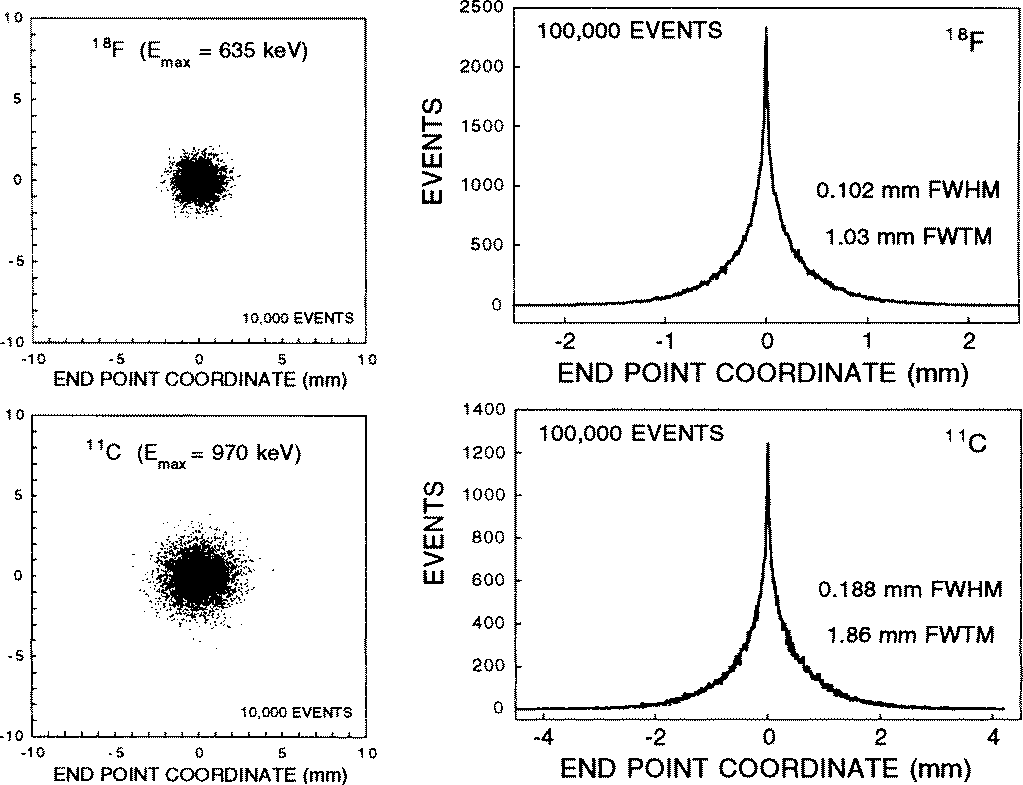 10
5
0
-5
-10
¹⁸F (Eₘₐₓ = 635 keV)
10,000 EVENTS
-10 -5 0 5 10
END POINT COORDINATE (mm)
2500
2000
1500
1000
500
0
EVENTS
100,000 EVENTS ¹⁸F
0.102 mm FWHM
1.03 mm FWTM
-2 -1 0 1 2
END POINT COORDINATE (mm)
10
5
0
-5
-10
¹¹C (Eₘₐₓ = 970 keV)
10,000 EVENTS
-10 -5 0 5 10
END POINT COORDINATE (mm)
1400
1200
1000
800
600
400
200
0
EVENTS
100,000 EVENTS ¹¹C
0.188 mm FWHM
1.86 mm FWTM
-4 -2 0 2 4
END POINT COORDINATE (mm)